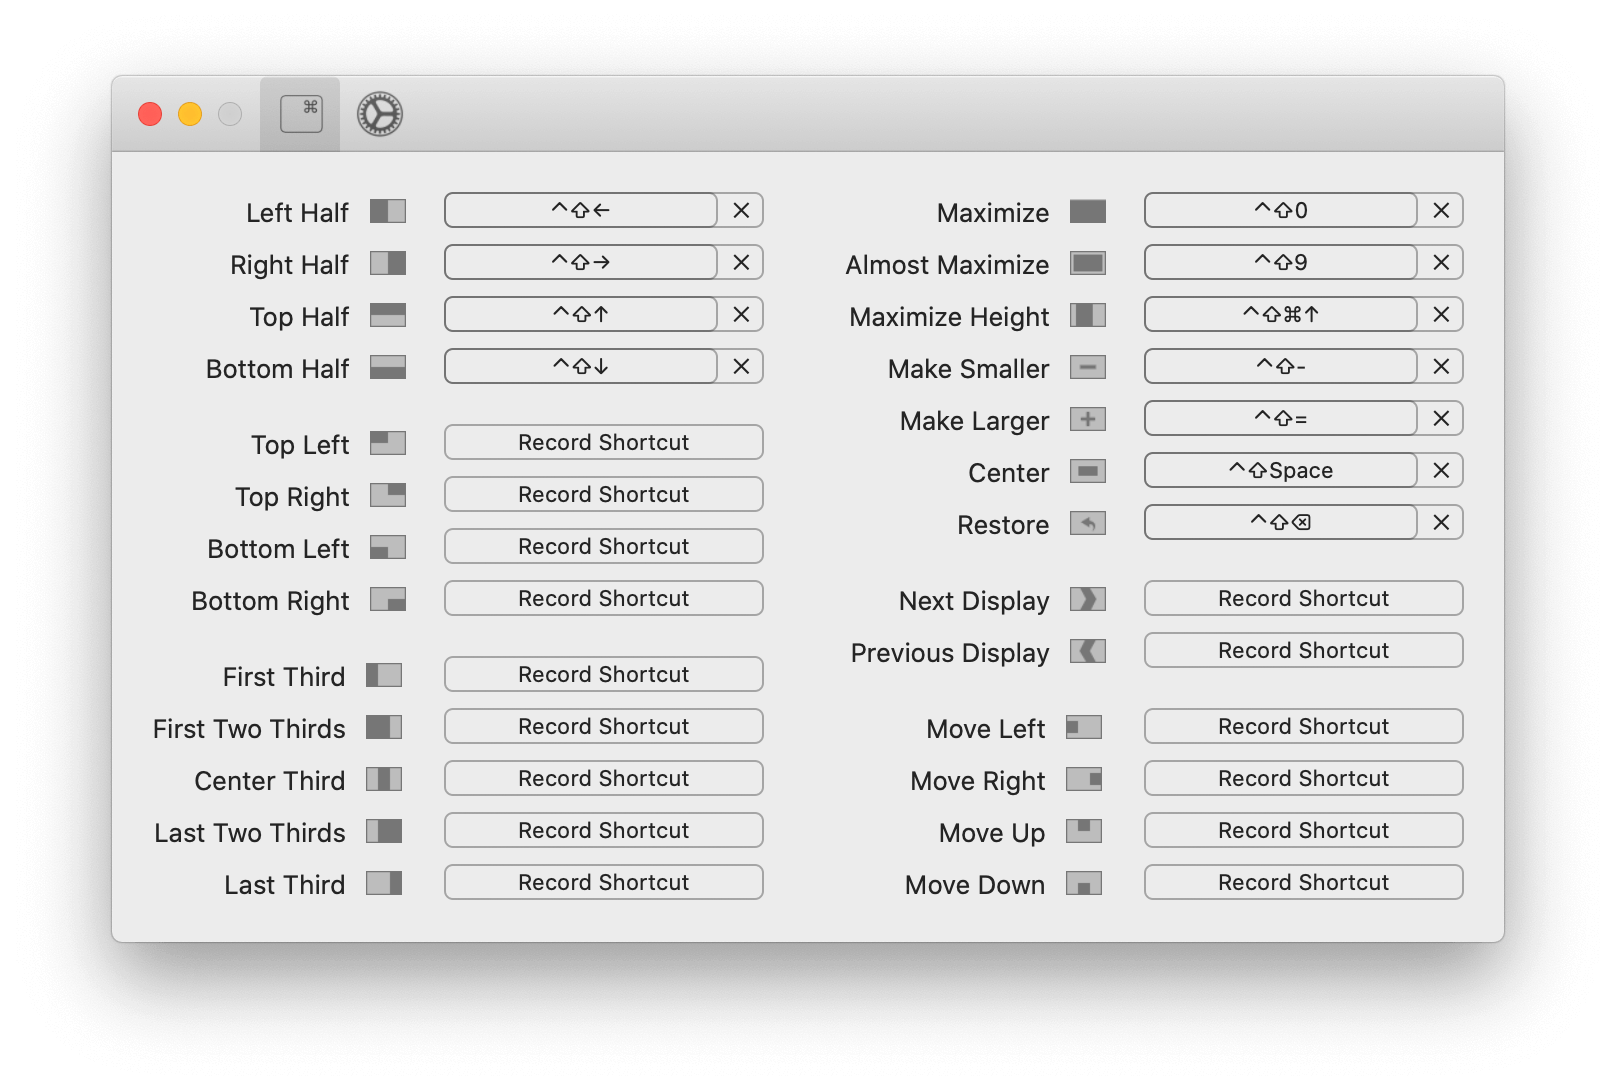 ⌘
Left Half ^⇧←
Right Half ^⇧→
Top Half ^⇧↑
Bottom Half ^⇧↓
Top Left Record Shortcut
Top Right Record Shortcut
Bottom Left Record Shortcut
Bottom Right Record Shortcut
First Third Record Shortcut
First Two Thirds Record Shortcut
Center Third Record Shortcut
Last Two Thirds Record Shortcut
Last Third Record Shortcut
Maximize ^⇧0
Almost Maximize ^⇧9
Maximize Height ^⇧⌘↑
Make Smaller ^⇧-
Make Larger ^⇧=
Center ^⇧Space
Restore ^⇧⌫
Next Display Record Shortcut
Previous Display Record Shortcut
Move Left Record Shortcut
Move Right Record Shortcut
Move Up Record Shortcut
Move Down Record Shortcut